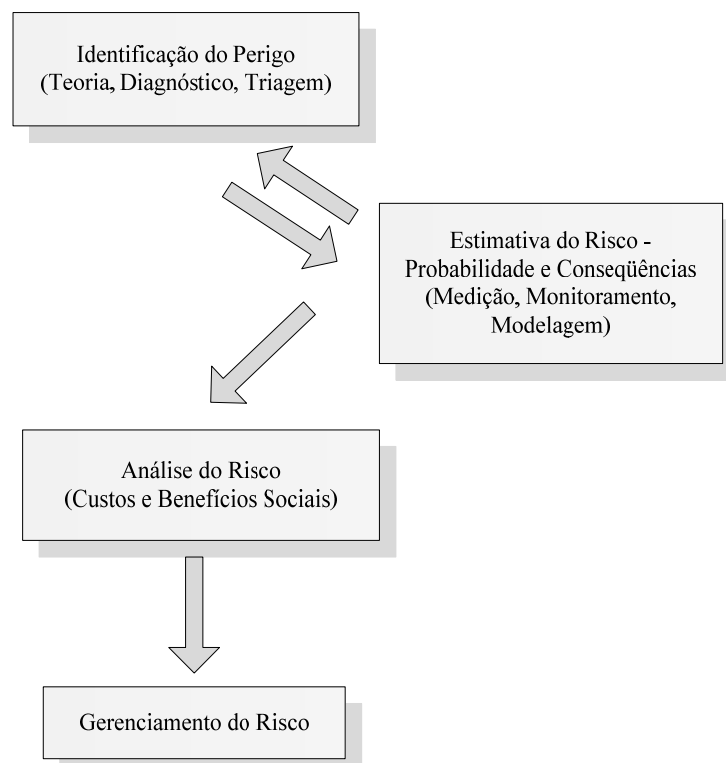 Identificação do Perigo
(Teoria, Diagnóstico, Triagem)
Estimativa do Risco -
Probabilidade e Conseqüências
(Medição, Monitoramento,
Modelagem)
Análise do Risco
(Custos e Benefícios Sociais)
Gerenciamento do Risco